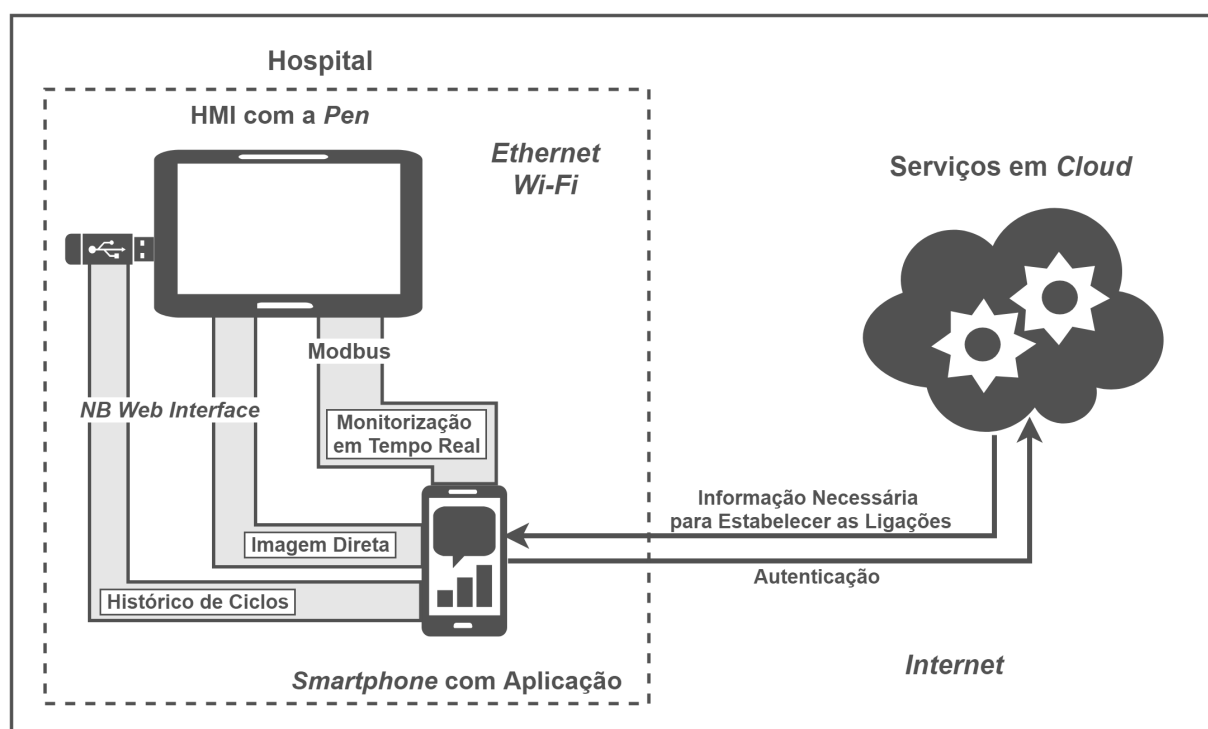 Hospital
HMI com a Pen
Ethernet
Wi-Fi
Serviços em Cloud
Modbus
NB Web Interface
Monitorização
em Tempo Real
Informação Necessária
para Estabelecer as Ligações
Imagem Direta
Autenticação
Histórico de Ciclos
Internet
Smartphone com Aplicação